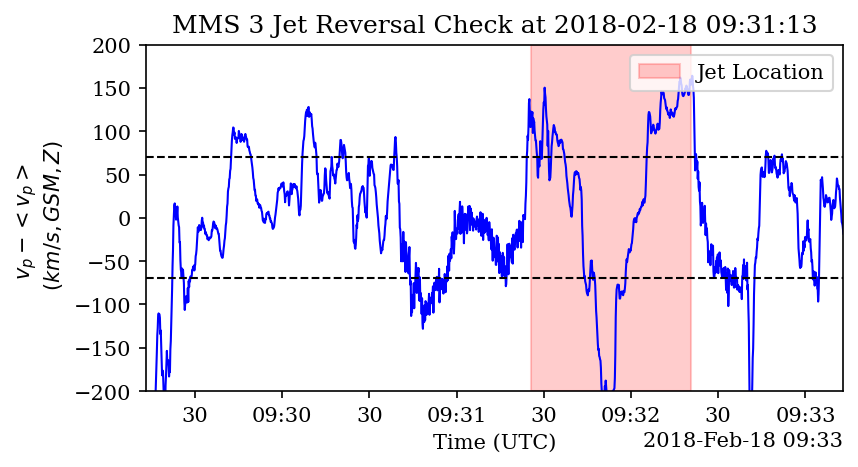 MMS 3 Jet Reversal Check at 2018-02-18 09:31:13
Jet Location
200
150
100
50
0
−50
−100
−150
−200
v_p − < v_p >
(km/s, GSM, Z)
30 09:30 30 09:31 30 09:32 30 09:33
Time (UTC)
2018-Feb-18 09:33